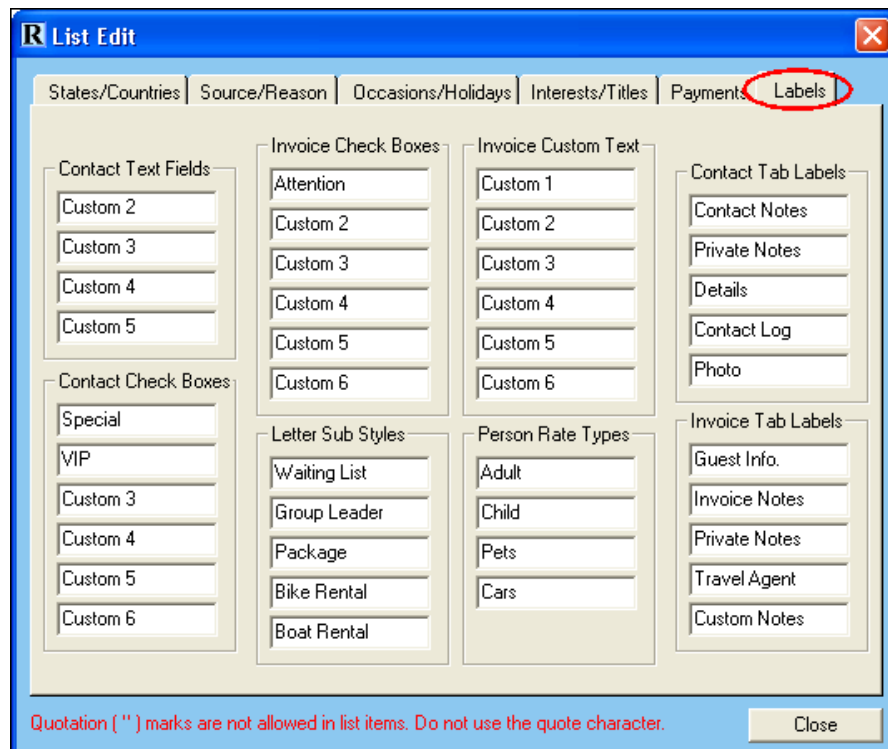 R List Edit
States/Countries
Source/Reason
Occasions/Holidays
Interests/Titles
Payments
Labels
Contact Text Fields
Custom 2
Custom 3
Custom 4
Custom 5
Contact Check Boxes
Special
VIP
Custom 3
Custom 4
Custom 5
Custom 6
Invoice Check Boxes
Attention
Custom 2
Custom 3
Custom 4
Custom 5
Custom 6
Letter Sub Styles
Waiting List
Group Leader
Package
Bike Rental
Boat Rental
Invoice Custom Text
Custom 1
Custom 2
Custom 3
Custom 4
Custom 5
Custom 6
Person Rate Types
Adult
Child
Pets
Cars
Contact Tab Labels
Contact Notes
Private Notes
Details
Contact Log
Photo
Invoice Tab Labels
Guest Info.
Invoice Notes
Private Notes
Travel Agent
Custom Notes
Quotation ( " ) marks are not allowed in list items. Do not use the quote character.
Close